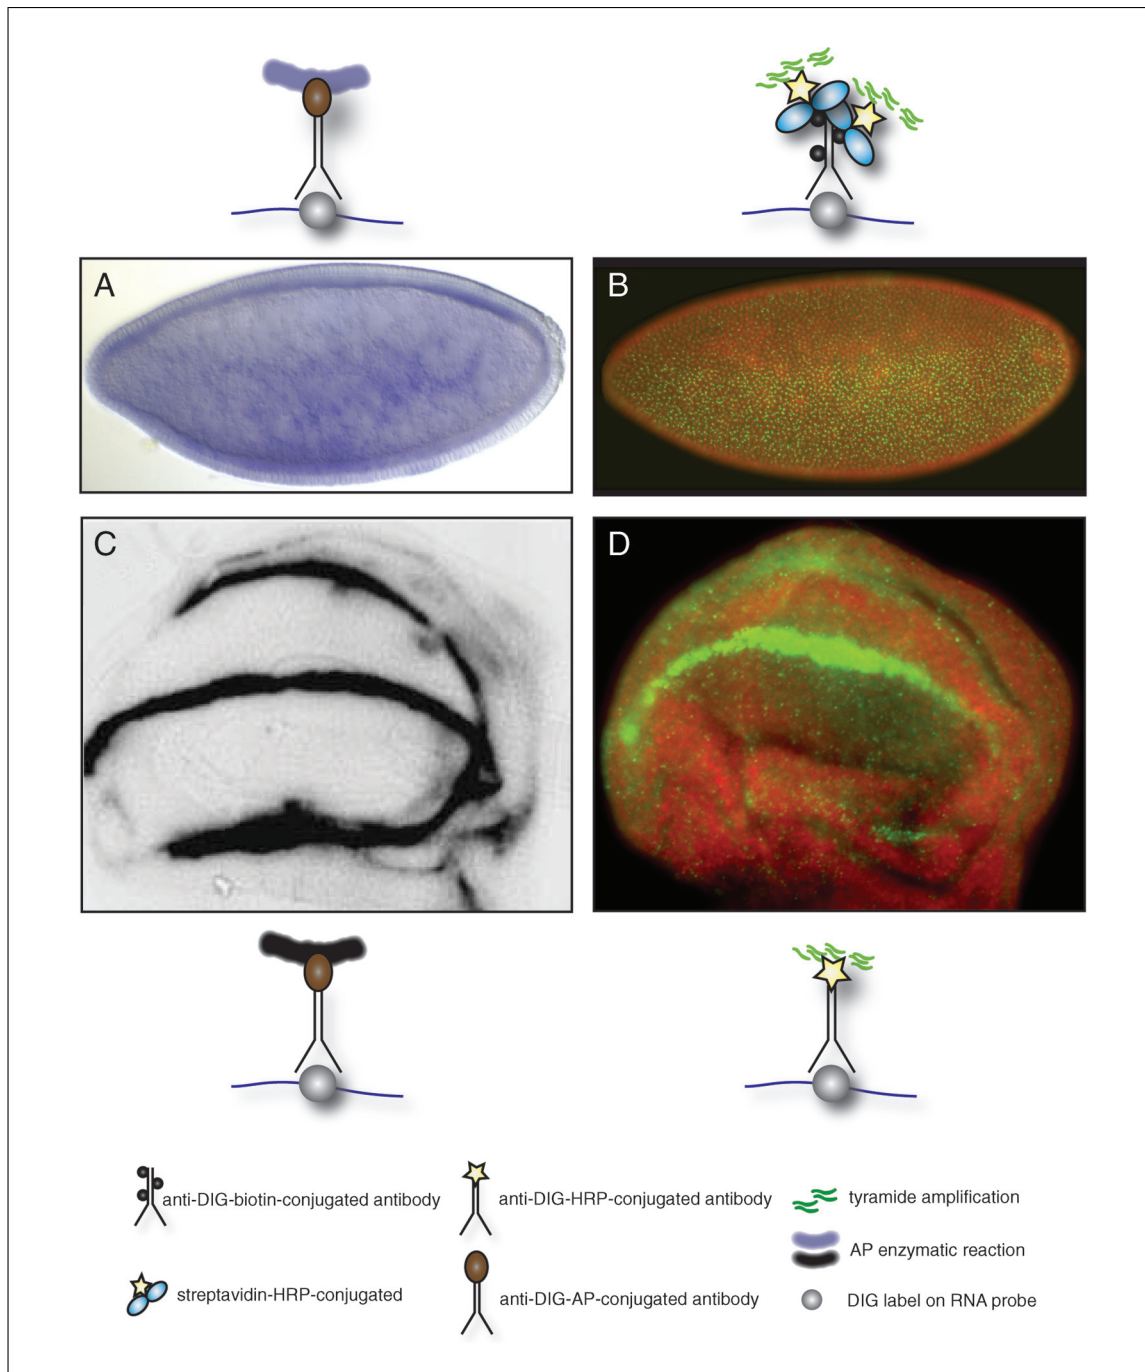 A
B
C
D
anti-DIG-biotin-conjugated antibody
anti-DIG-HRP-conjugated antibody
tyramide amplification
AP enzymatic reaction
streptavidin-HRP-conjugated
anti-DIG-AP-conjugated antibody
DIG label on RNA probe